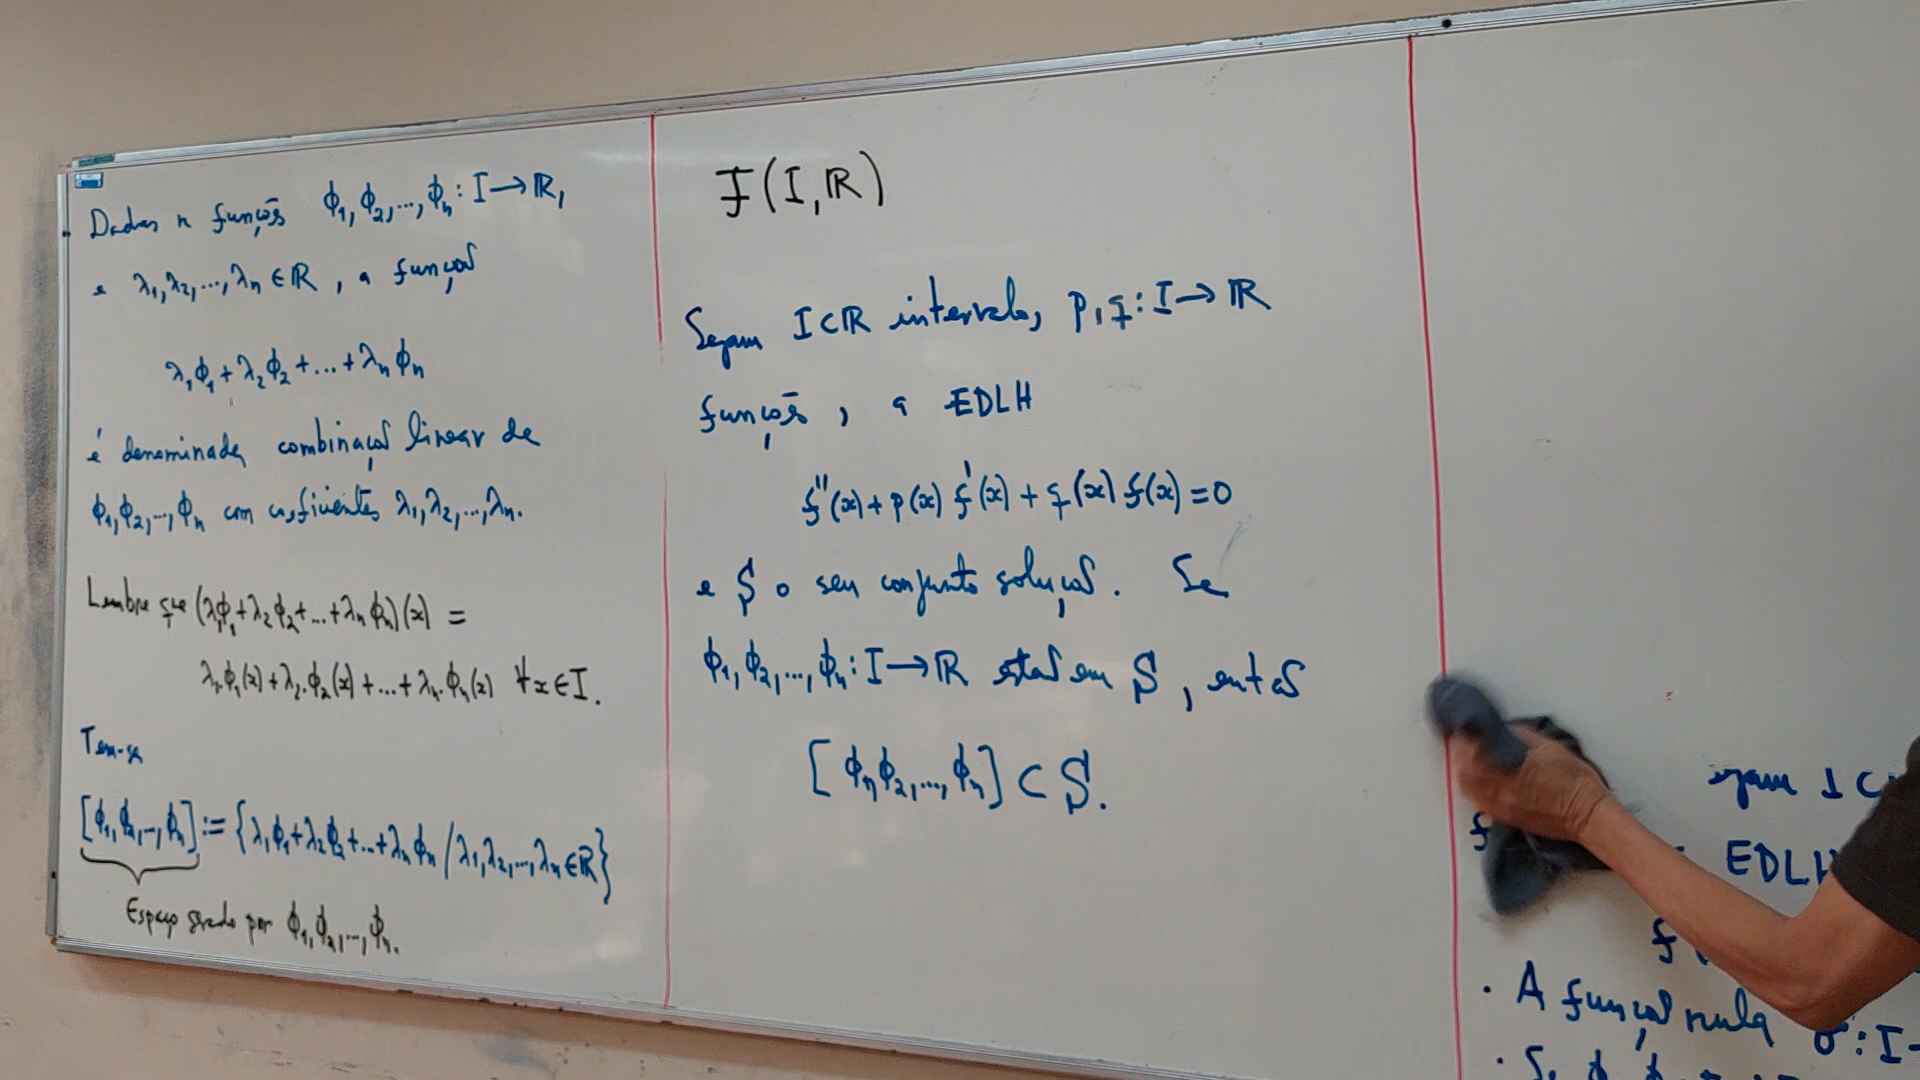 Dadas n funções ϕ₁, ϕ₂, ..., ϕₙ : I → ℝ,
e λ₁, λ₂, ..., λₙ ∈ ℝ, a função
λ₁ϕ₁ + λ₂ϕ₂ + ... + λₙϕₙ
é denominada combinação linear de
ϕ₁, ϕ₂, ..., ϕₙ com coeficientes λ₁, λ₂, ..., λₙ.
Lembre que (λ₁ϕ₁ + λ₂ϕ₂ + ... + λₙϕₙ)(x) =
λ₁.ϕ₁(x) + λ₂.ϕ₂(x) + ... + λₙ.ϕₙ(x) ∀x ∈ I.
Tem-se
[ϕ₁, ϕ₂, ..., ϕₙ] := {λ₁ϕ₁ + λ₂ϕ₂ + ... + λₙϕₙ / λ₁, λ₂, ..., λₙ ∈ ℝ}
Espaço gerado por ϕ₁, ϕ₂, ..., ϕₙ.
F(I, ℝ)
Sejam I ⊂ ℝ intervalo, p, q : I → ℝ
funções, a EDLH
f''(x) + p(x) f'(x) + q(x) f(x) = 0
e S o seu conjunto solução. Se
ϕ₁, ϕ₂, ..., ϕₙ : I → ℝ estão em S, então
[ϕ₁, ϕ₂, ..., ϕₙ] ⊂ S.
ejam I ⊂
f EDLH
f(
· A função nula σ : I
· Se ϕ